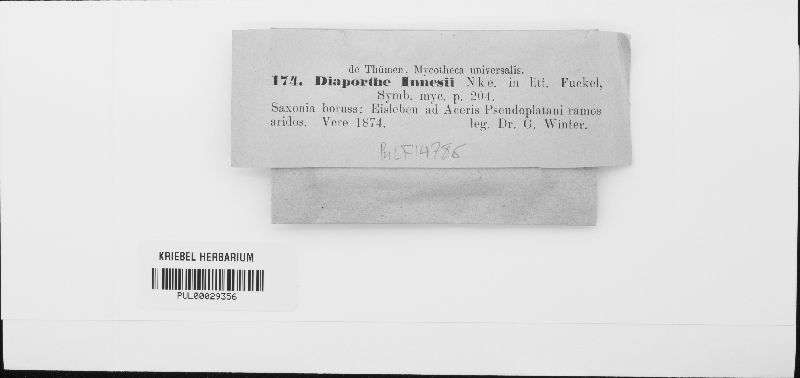 de Thümen, Mycotheca universalis.
174. Diaporthe Innesii Nke. in litt. Fuckel,
Symb. myc. p. 204.
Saxonia boruss: Eisleben ad Aceris Pseudoplatani ramos
aridos. Vere 1874. leg. Dr. G. Winter.
PULF14786
KRIEBEL HERBARIUM
PUL00029356